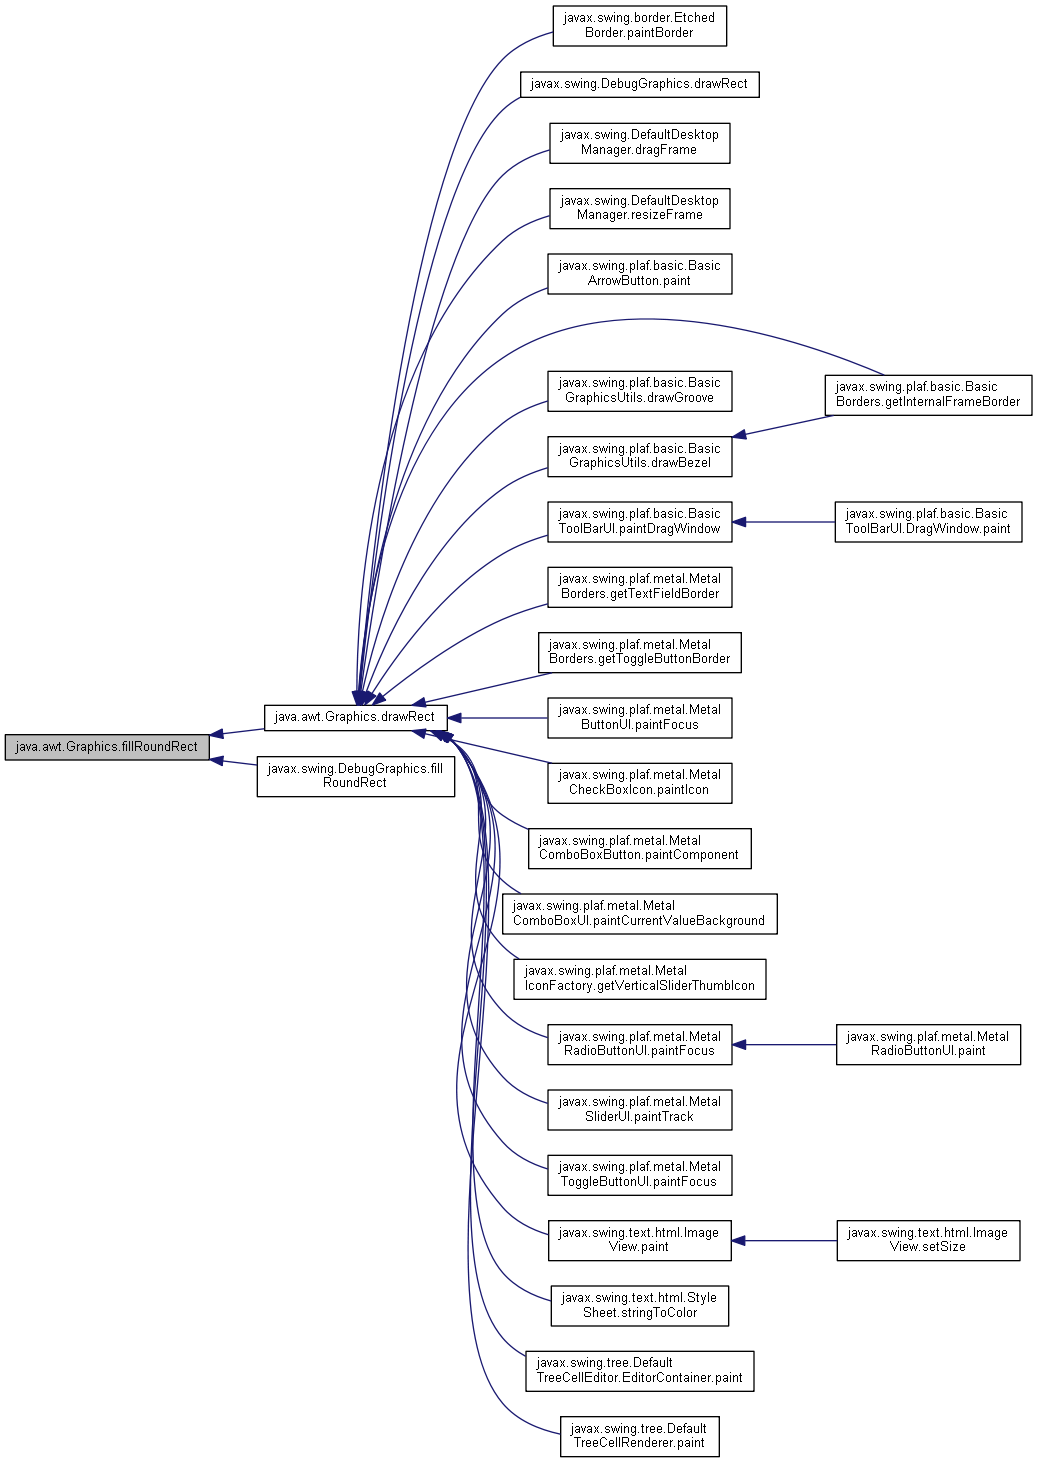 javax.swing.border.Etched
Border.paintBorder
javax.swing.DebugGraphics.drawRect
javax.swing.DefaultDesktop
Manager.dragFrame
javax.swing.DefaultDesktop
Manager.resizeFrame
javax.swing.plaf.basic.Basic
ArrowButton.paint
javax.swing.plaf.basic.Basic
GraphicsUtils.drawGroove
javax.swing.plaf.basic.Basic
Borders.getInternalFrameBorder
javax.swing.plaf.basic.Basic
GraphicsUtils.drawBezel
javax.swing.plaf.basic.Basic
ToolBarUI.paintDragWindow
javax.swing.plaf.basic.Basic
ToolBarUI.DragWindow.paint
javax.swing.plaf.metal.Metal
Borders.getTextFieldBorder
javax.swing.plaf.metal.Metal
Borders.getToggleButtonBorder
java.awt.Graphics.drawRect
javax.swing.plaf.metal.Metal
ButtonUI.paintFocus
java.awt.Graphics.fillRoundRect
javax.swing.DebugGraphics.fill
RoundRect
javax.swing.plaf.metal.Metal
CheckBoxIcon.paintIcon
javax.swing.plaf.metal.Metal
ComboBoxButton.paintComponent
javax.swing.plaf.metal.Metal
ComboBoxUI.paintCurrentValueBackground
javax.swing.plaf.metal.Metal
IconFactory.getVerticalSliderThumbIcon
javax.swing.plaf.metal.Metal
RadioButtonUI.paintFocus
javax.swing.plaf.metal.Metal
RadioButtonUI.paint
javax.swing.plaf.metal.Metal
SliderUI.paintTrack
javax.swing.plaf.metal.Metal
ToggleButtonUI.paintFocus
javax.swing.text.html.Image
View.paint
javax.swing.text.html.Image
View.setSize
javax.swing.text.html.Style
Sheet.stringToColor
javax.swing.tree.Default
TreeCellEditor.EditorContainer.paint
javax.swing.tree.Default
TreeCellRenderer.paint